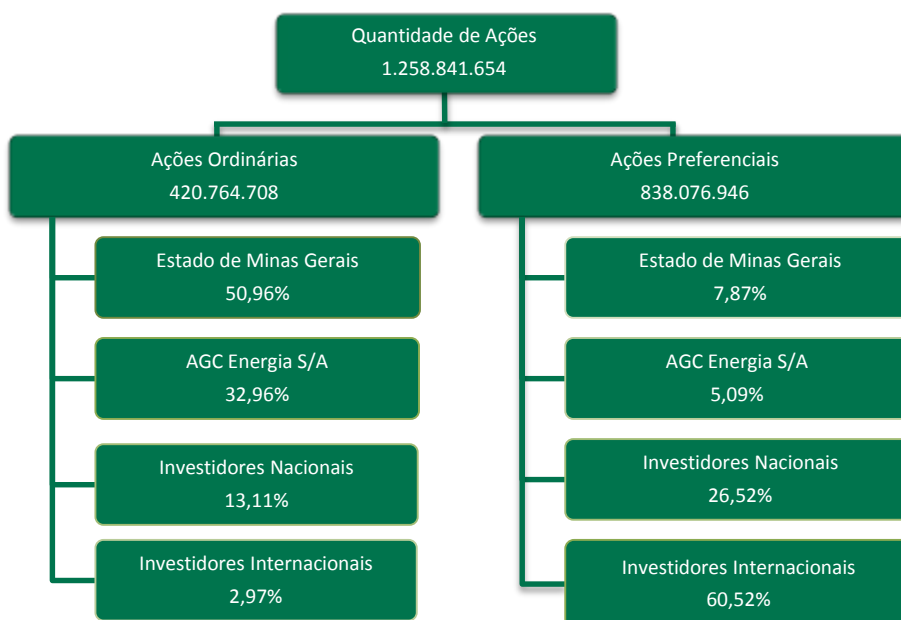 Quantidade de Ações
1.258.841.654
Ações Ordinárias
420.764.708
Estado de Minas Gerais
50,96%
AGC Energia S/A
32,96%
Investidores Nacionais
13,11%
Investidores Internacionais
2,97%
Ações Preferenciais
838.076.946
Estado de Minas Gerais
7,87%
AGC Energia S/A
5,09%
Investidores Nacionais
26,52%
Investidores Internacionais
60,52%